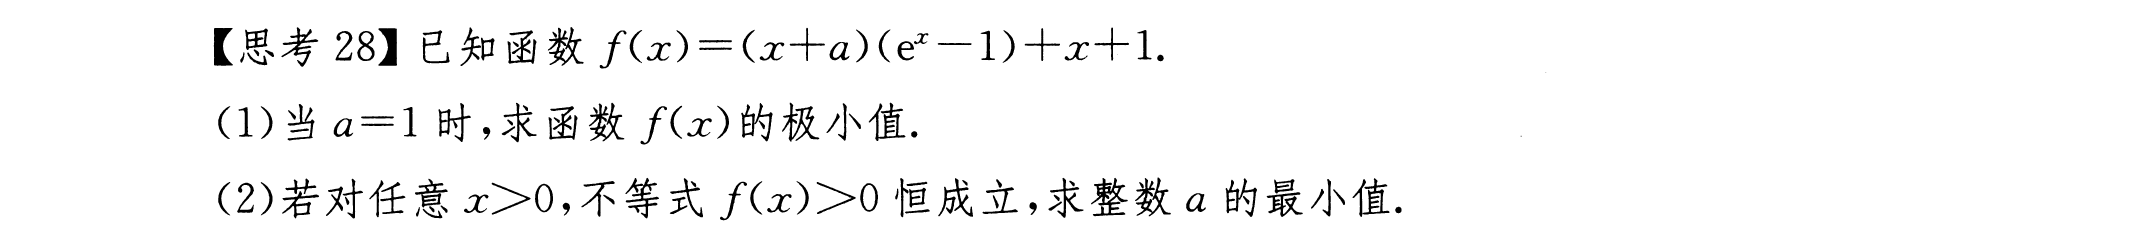 【思考 28】已知函数 f(x)=(x+a)(eˣ-1)+x+1.
(1)当 a=1 时,求函数 f(x)的极小值.
(2)若对任意 x>0,不等式 f(x)>0 恒成立,求整数 a 的最小值.